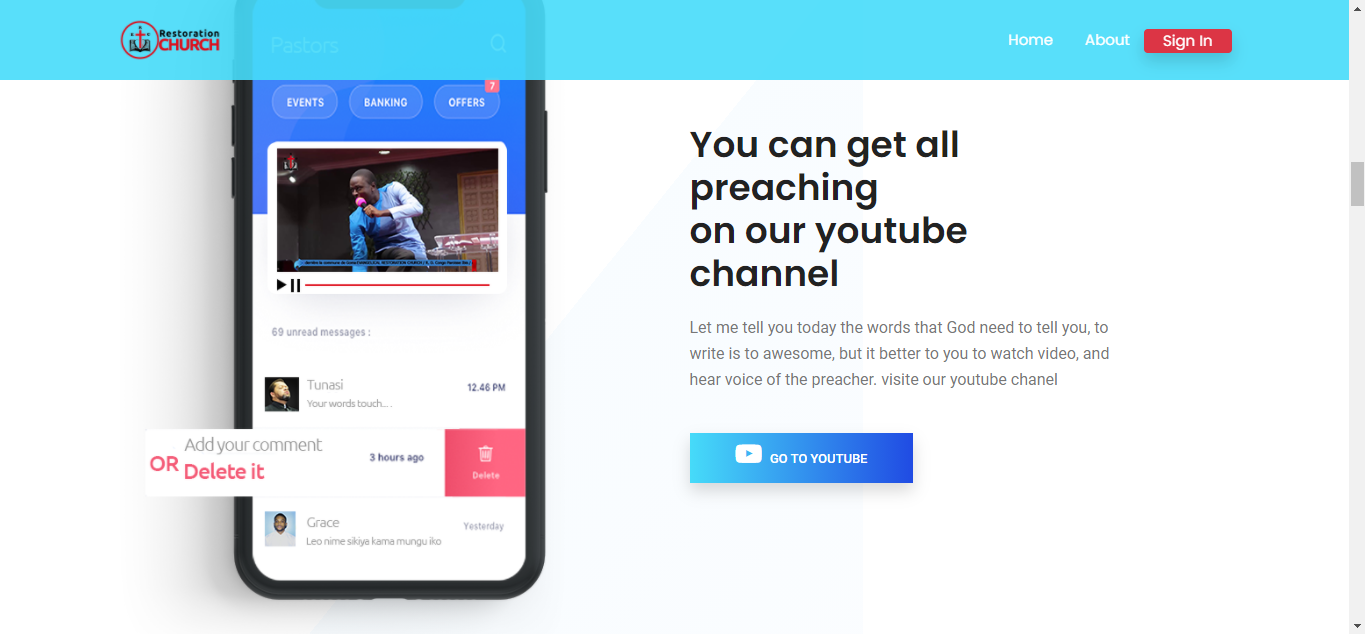 Restoration
CHURCH
Home
About
Sign In
Pastors
7
EVENTS
BANKING
OFFERS
69 unread messages :
Tunasi
12.46 PM
Your words touch.....
Add your comment
OR
Delete it
3 hours ago
Delete
Grace
Yesterday
Leo nime sikiya kama mungu iko
You can get all
preaching
on our youtube
channel
Let me tell you today the words that God need to tell you, to
write is to awesome, but it better to you to watch video, and
hear voice of the preacher. visite our youtube chanel
GO TO YOUTUBE